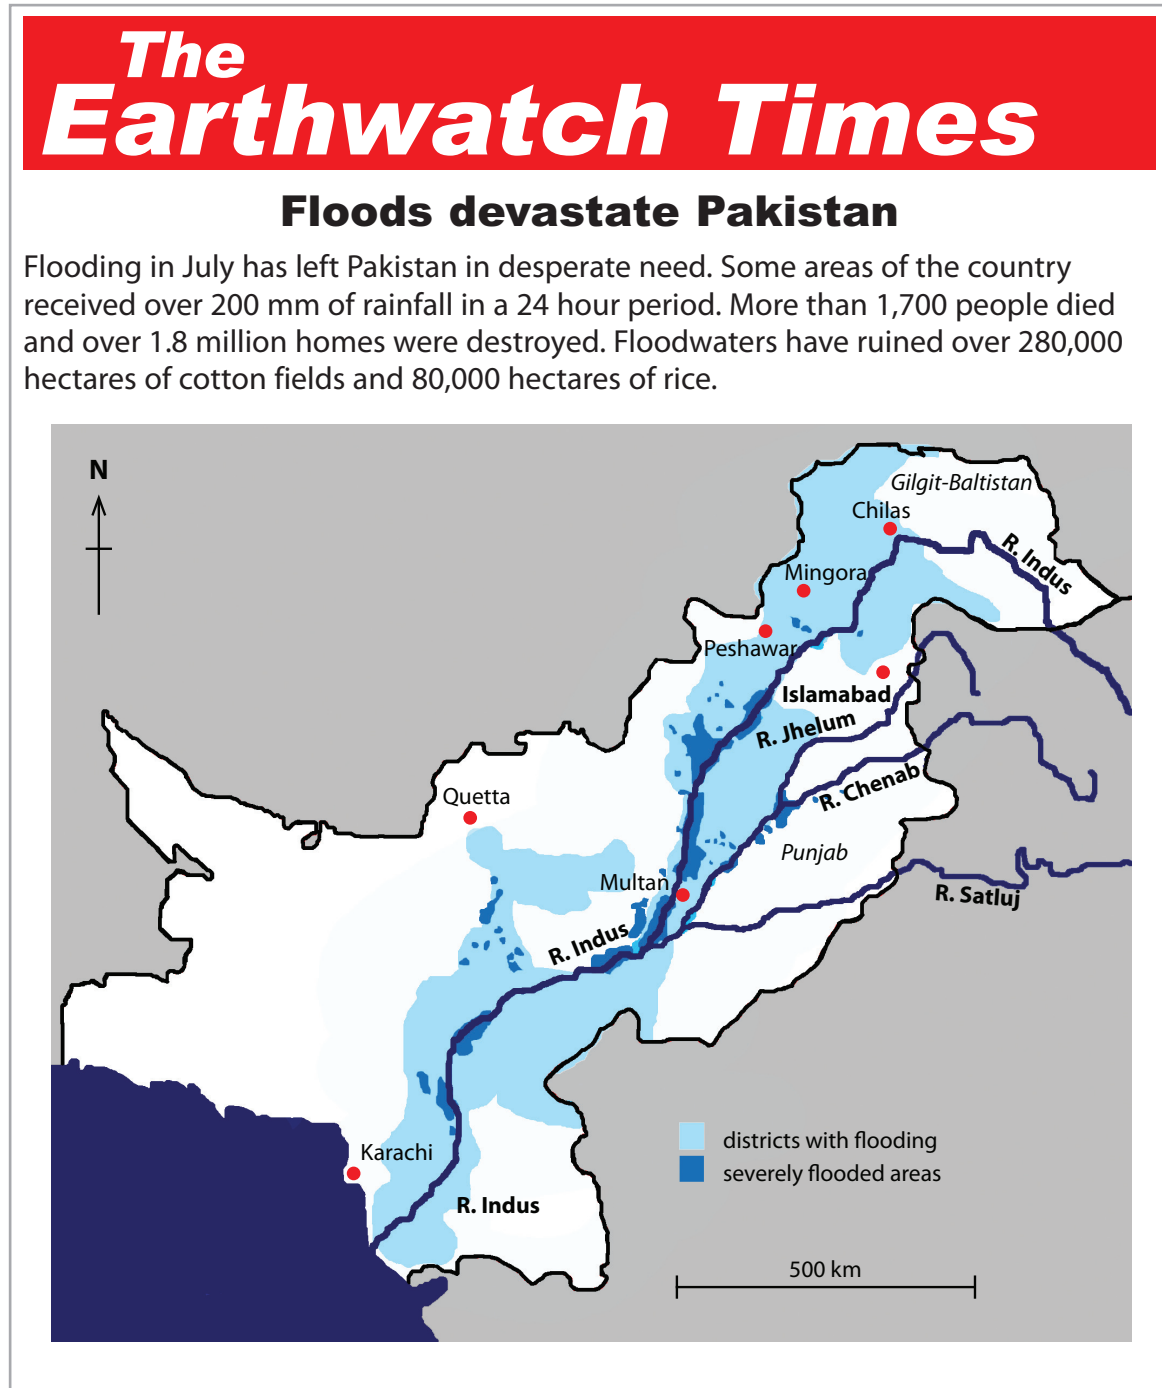 The
Earthwatch Times
Floods devastate Pakistan
Flooding in July has left Pakistan in desperate need. Some areas of the country
received over 200 mm of rainfall in a 24 hour period. More than 1,700 people died
and over 1.8 million homes were destroyed. Floodwaters have ruined over 280,000
hectares of cotton fields and 80,000 hectares of rice.
N
Gilgit-Baltistan
Chilas
R. Indus
Mingora
Peshawar
Islamabad
R. Jhelum
R. Chenab
Quetta
Punjab
Multan
R. Satluj
R. Indus
districts with flooding
severely flooded areas
Karachi
R. Indus
500 km